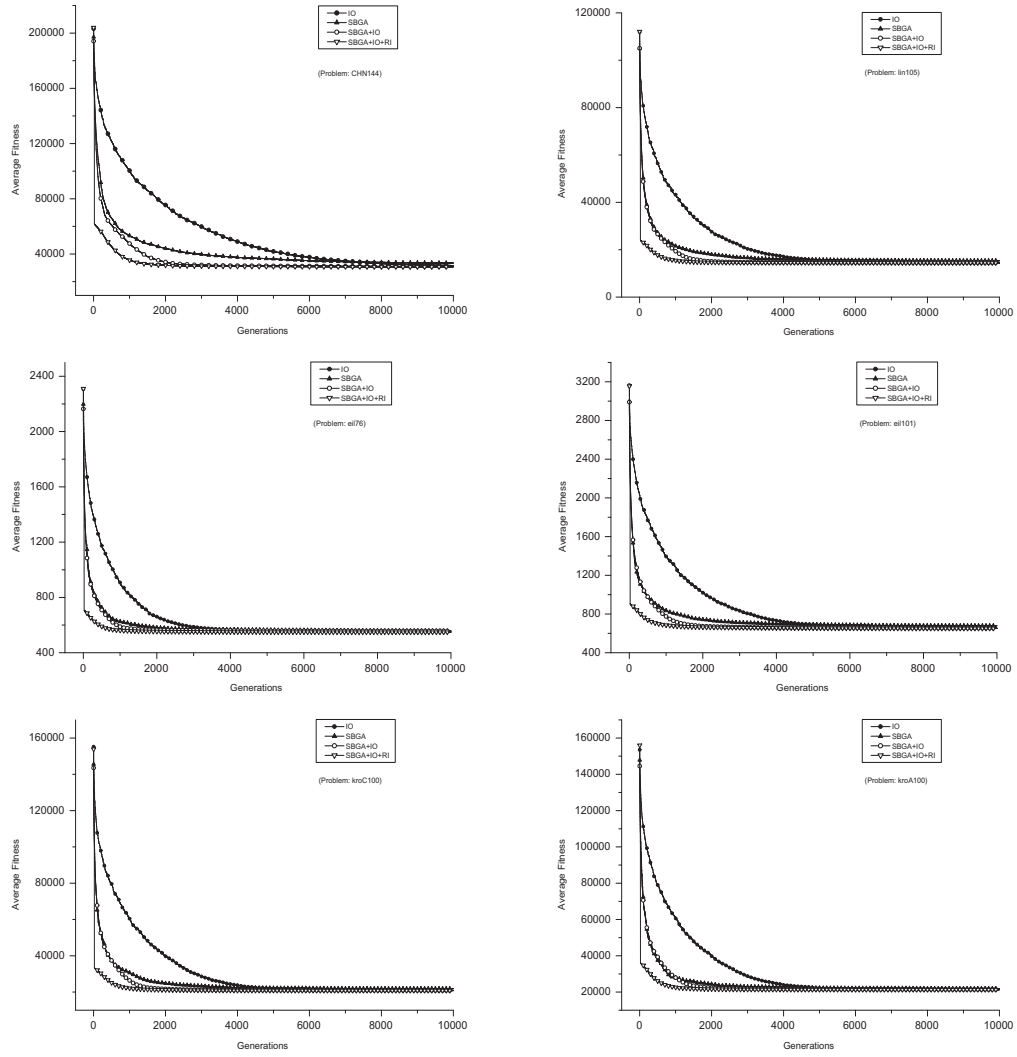 200000
160000
120000
80000
40000
Average Fitness
0
2000
4000
6000
8000
10000
Generations
IO
SBGA
SBGA+IO
SBGA+IO+RI
(Problem: CHN144)
120000
80000
40000
0
Average Fitness
0
2000
4000
6000
8000
10000
Generations
IO
SBGA
SBGA+IO
SBGA+IO+RI
(Problem: lin105)
2400
2000
1600
1200
800
400
Average Fitness
0
2000
4000
6000
8000
10000
Generations
IO
SBGA
SBGA+IO
SBGA+IO+RI
(Problem: eil76)
3200
2800
2400
2000
1600
1200
800
400
Average Fitness
0
2000
4000
6000
8000
10000
Generations
IO
SBGA
SBGA+IO
SBGA+IO+RI
(Problem: eil101)
160000
120000
80000
40000
Average Fitness
0
2000
4000
6000
8000
10000
Generations
IO
SBGA
SBGA+IO
SBGA+IO+RI
(Problem: kroC100)
160000
140000
120000
100000
80000
60000
40000
20000
Average Fitness
0
2000
4000
6000
8000
10000
Generations
IO
SBGA
SBGA+IO
SBGA+IO+RI
(Problem: kroA100)